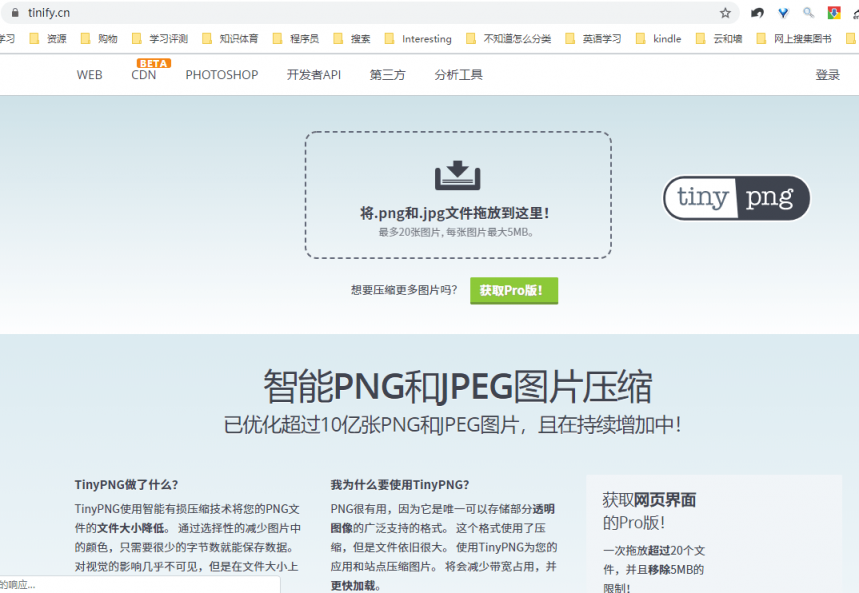 tinify.cn
学习 资源 购物 学习评测 知识体育 程序员 搜索 Interesting 不知道怎么分类 英语学习 kindle 云和墙 网上搜集图书
BETA
WEB CDN PHOTOSHOP 开发者API 第三方 分析工具 登录
将.png和.jpg文件拖放到这里!
最多20张图片, 每张图片最大5MB。
tiny png
想要压缩更多图片吗? 获取Pro版!
智能PNG和JPEG图片压缩
已优化超过10亿张PNG和JPEG图片，且在持续增加中!
TinyPNG做了什么?
TinyPNG使用智能有损压缩技术将您的PNG文
件的文件大小降低。 通过选择性的减少图片中
的颜色，只需要很少的字节数就能保存数据。
对视觉的影响几乎不可见，但是在文件大小上
我为什么要使用TinyPNG?
PNG很有用，因为它是唯一可以存储部分透明
图像的广泛支持的格式。 这个格式使用了压
缩，但是文件依旧很大。 使用TinyPNG为您的
应用和站点压缩图片。 将会减少带宽占用，并
更快加载。
获取网页界面
的Pro版!
一次拖放超过20个文
件，并且移除5MB的
限制!
的响应...